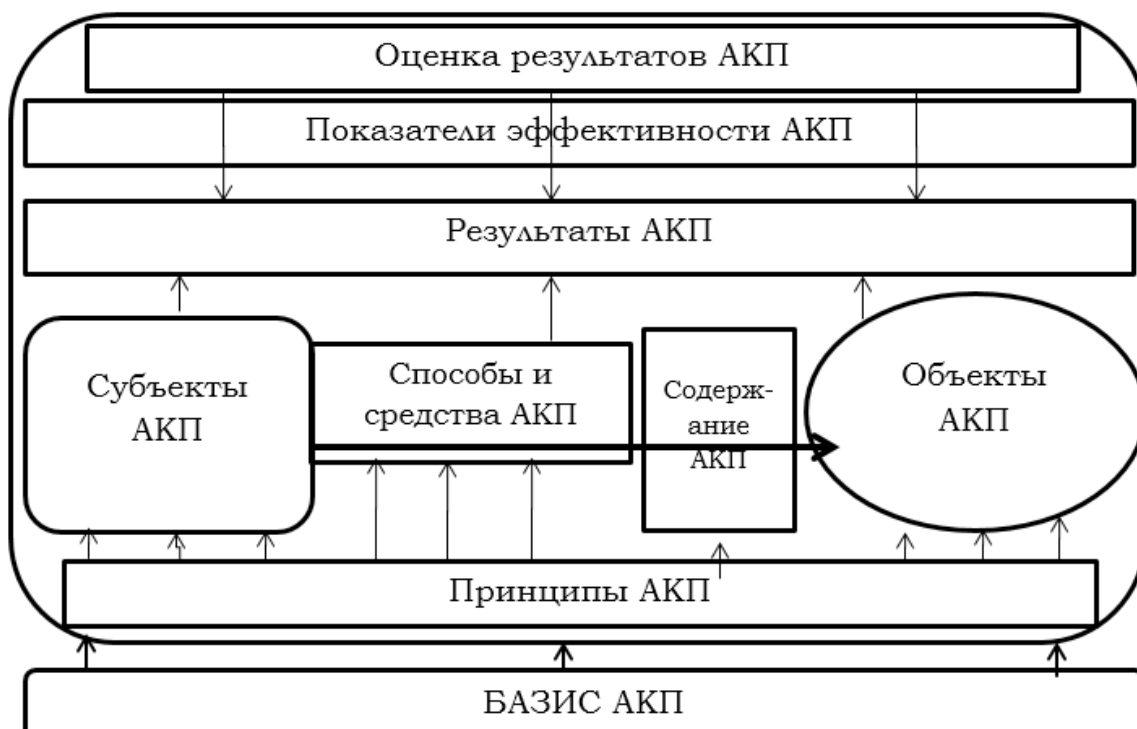 Оценка результатов АКП
Показатели эффективности АКП
Результаты АКП
Субъекты
АКП
Способы и
средства АКП
Содерж-
ание
АКП
Объекты
АКП
Принципы АКП
БАЗИС АКП